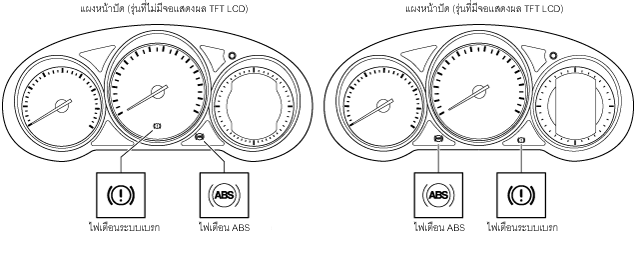 แผงหน้าปัด (รุ่นที่ไม่มีจอแสดงผล TFT LCD)
แผงหน้าปัด (รุ่นที่มีจอแสดงผล TFT LCD)
ABS
ABS
ไฟเตือนระบบเบรก
ไฟเตือน ABS
ไฟเตือน ABS
ไฟเตือนระบบเบรก